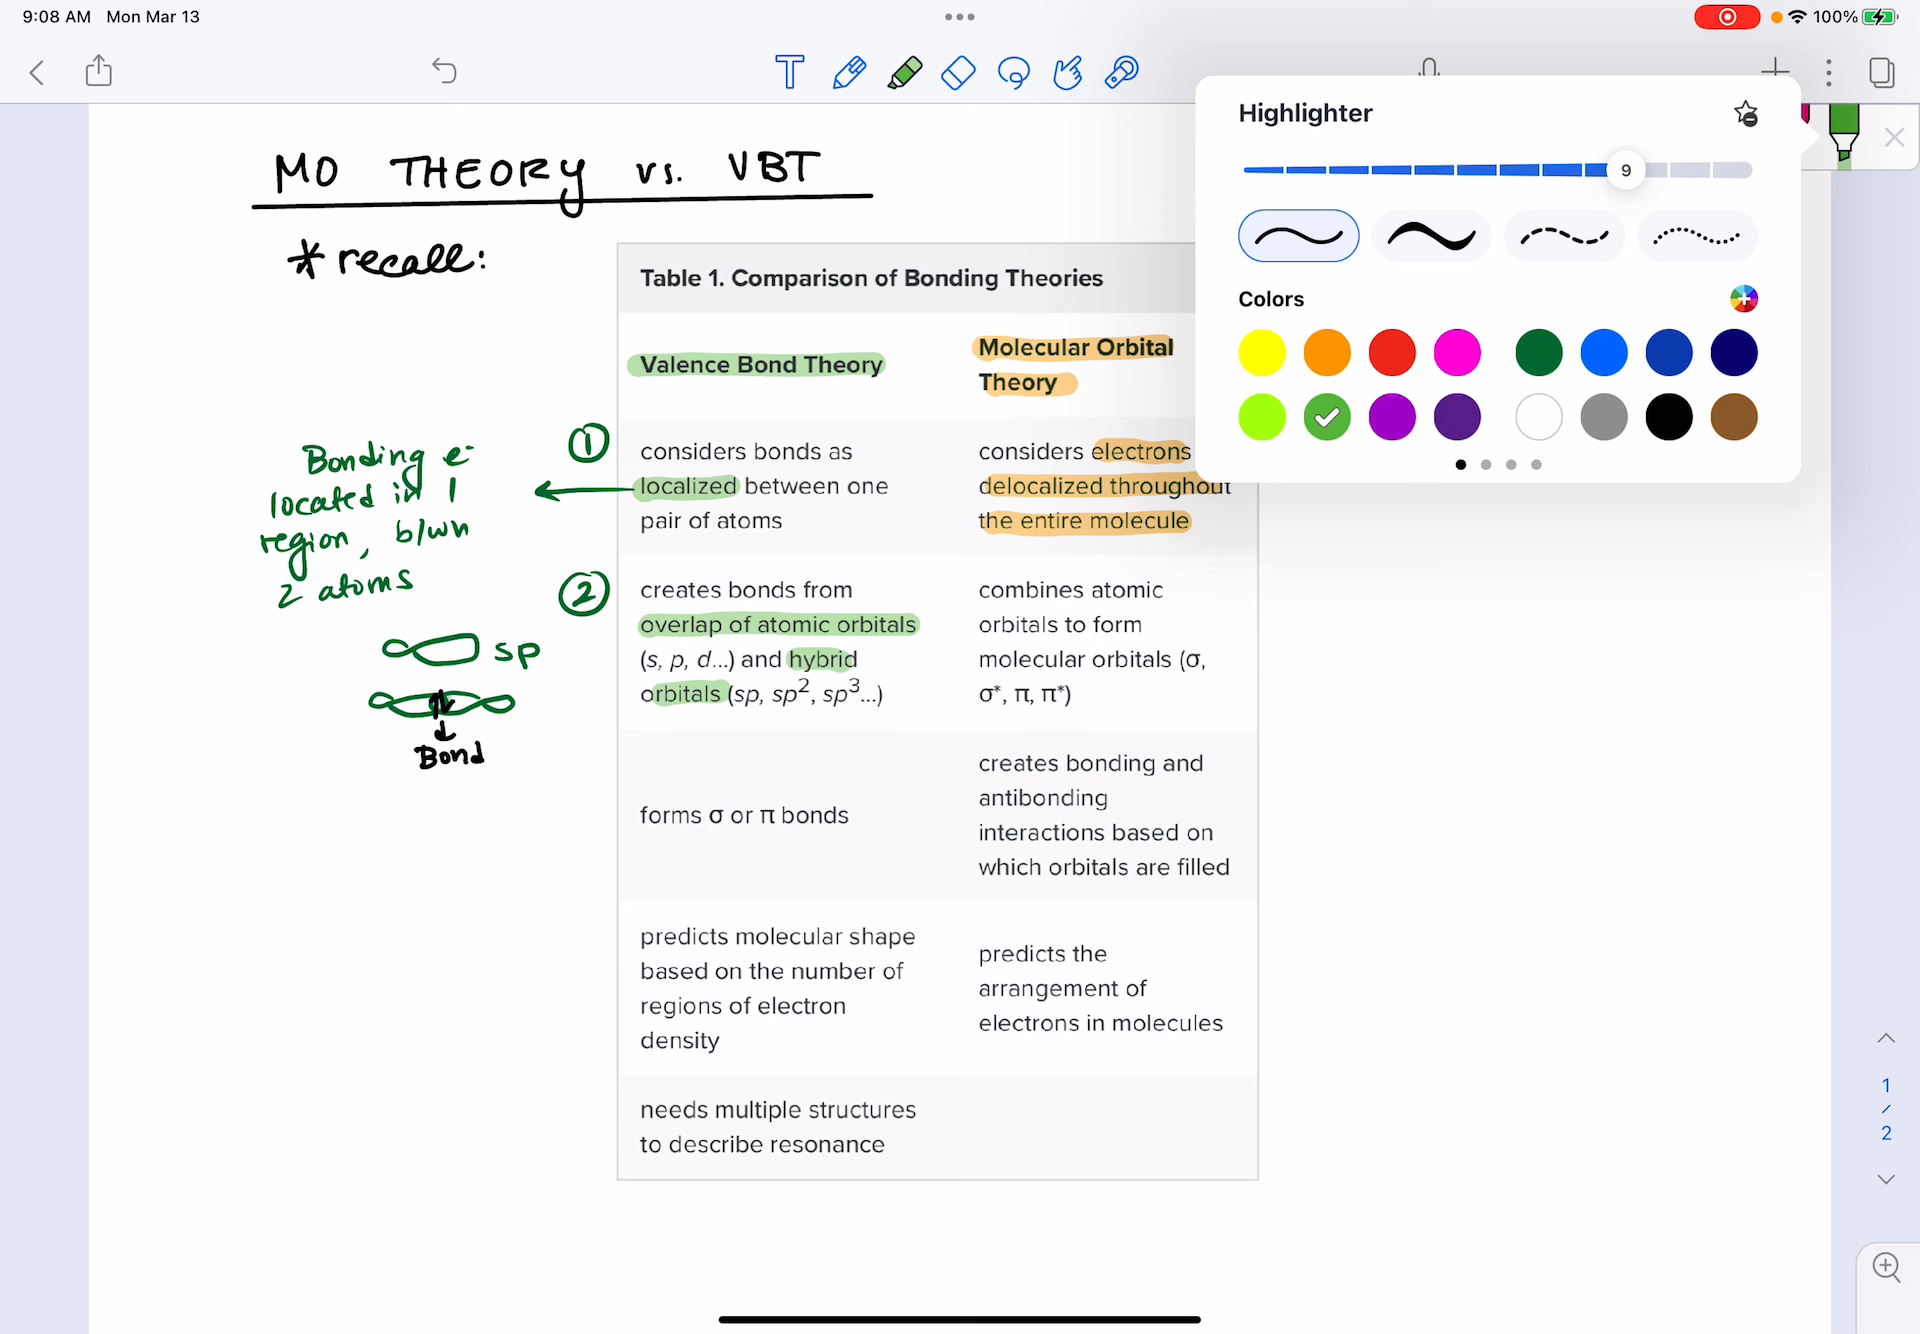 9:08 AM Mon Mar 13
100%
Highlighter
9
Colors
MO THEORY vs. VBT
* recall:
Table 1. Comparison of Bonding Theories
Valence Bond Theory
Molecular Orbital
Theory
①
considers bonds as
localized between one
pair of atoms
considers electrons
delocalized throughout
the entire molecule
Bonding e-
located in 1
region, b/wn
2 atoms
②
creates bonds from
overlap of atomic orbitals
(s, p, d...) and hybrid
orbitals (sp, sp², sp³...)
combines atomic
orbitals to form
molecular orbitals (σ,
σ*, π, π*)
sp
Bond
forms σ or π bonds
creates bonding and
antibonding
interactions based on
which orbitals are filled
predicts molecular shape
based on the number of
regions of electron
density
predicts the
arrangement of
electrons in molecules
needs multiple structures
to describe resonance
1
/
2